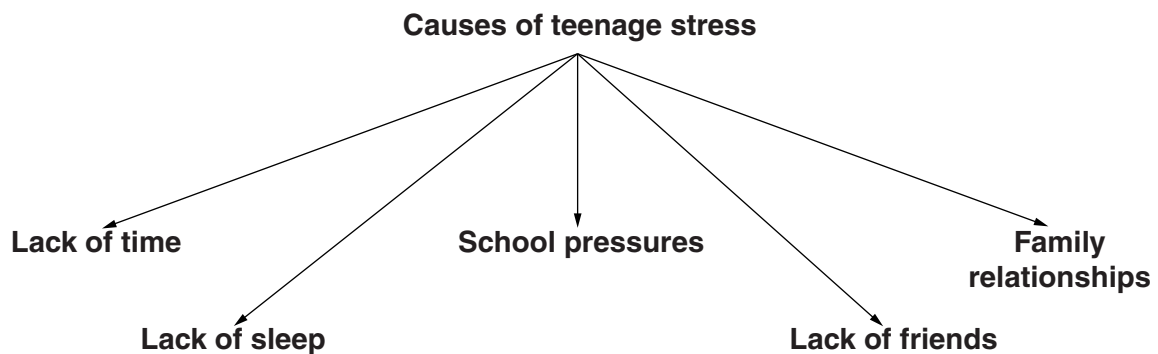 Causes of teenage stress
Lack of time
School pressures
Family
relationships
Lack of sleep
Lack of friends